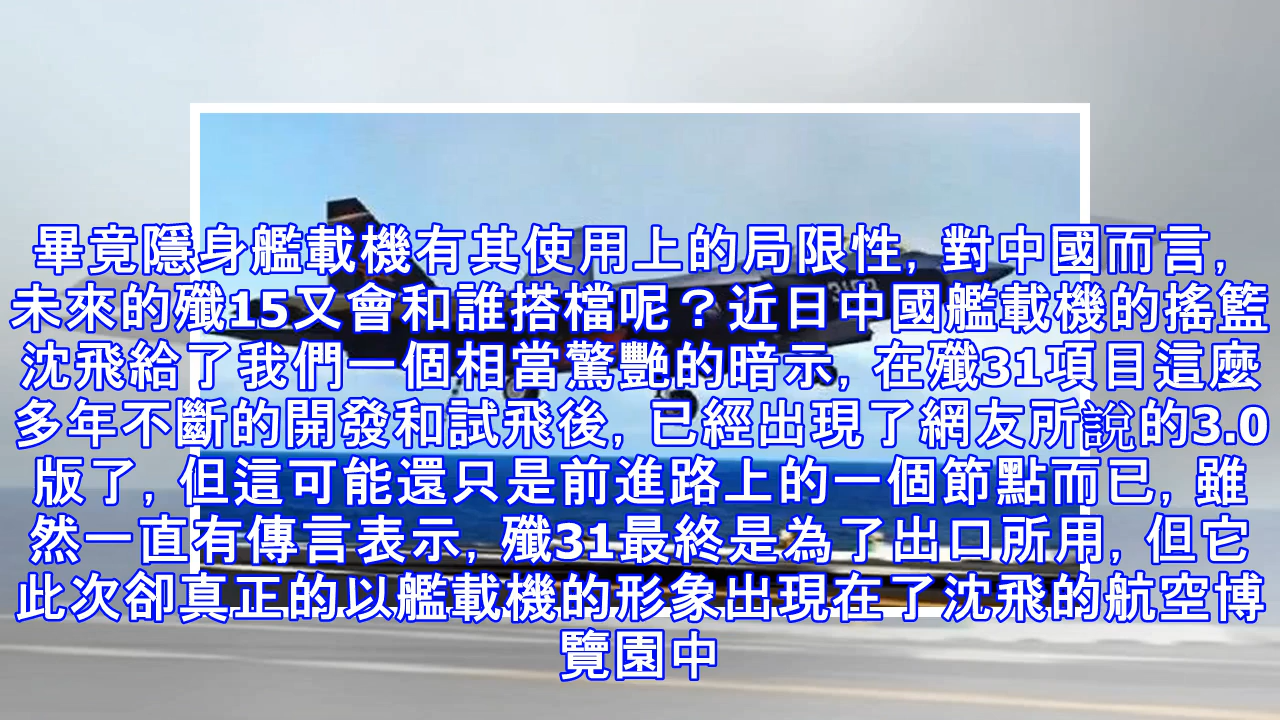 畢竟隱身艦載機有其使用上的局限性, 對中國而言,
未來的殲15又會和誰搭檔呢？近日中國艦載機的搖籃
沈飛給了我們一個相當驚艷的暗示, 在殲31項目這麼
多年不斷的開發和試飛後, 已經出現了網友所說的3.0
版了, 但這可能還只是前進路上的一個節點而已, 雖
然一直有傳言表示, 殲31最終是為了出口所用, 但它
此次卻真正的以艦載機的形象出現在了沈飛的航空博
覽園中